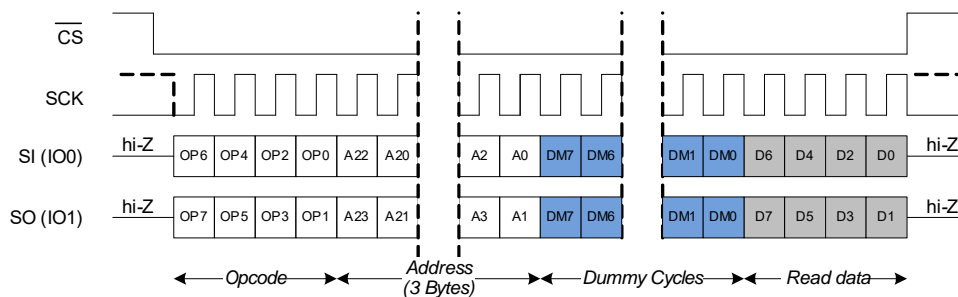 CS
SCK
SI (IO0) hi-Z OP6 OP4 OP2 OP0 A22 A20 A2 A0 DM7 DM6 DM1 DM0 D6 D4 D2 D0 hi-Z
SO (IO1) hi-Z OP7 OP5 OP3 OP1 A23 A21 A3 A1 DM7 DM6 DM1 DM0 D7 D5 D3 D1 hi-Z
Opcode Address Dummy Cycles Read data
(3 Bytes)